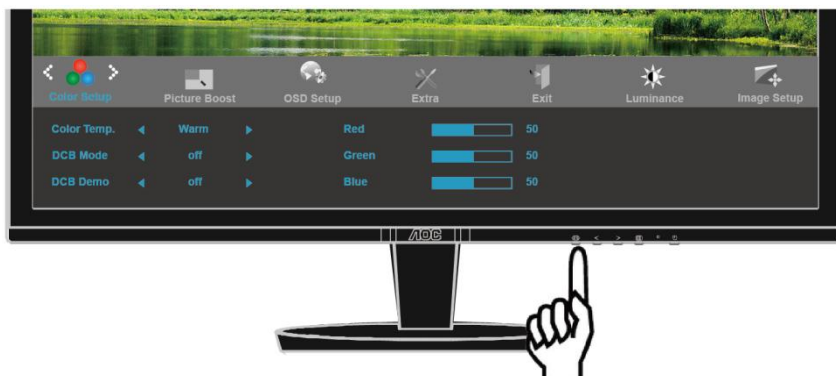 Color Setup Picture Boost OSD Setup Extra Exit Luminance Image Setup
Color Temp. Warm Red 50
DCB Mode off Green 50
DCB Demo off Blue 50
AOC